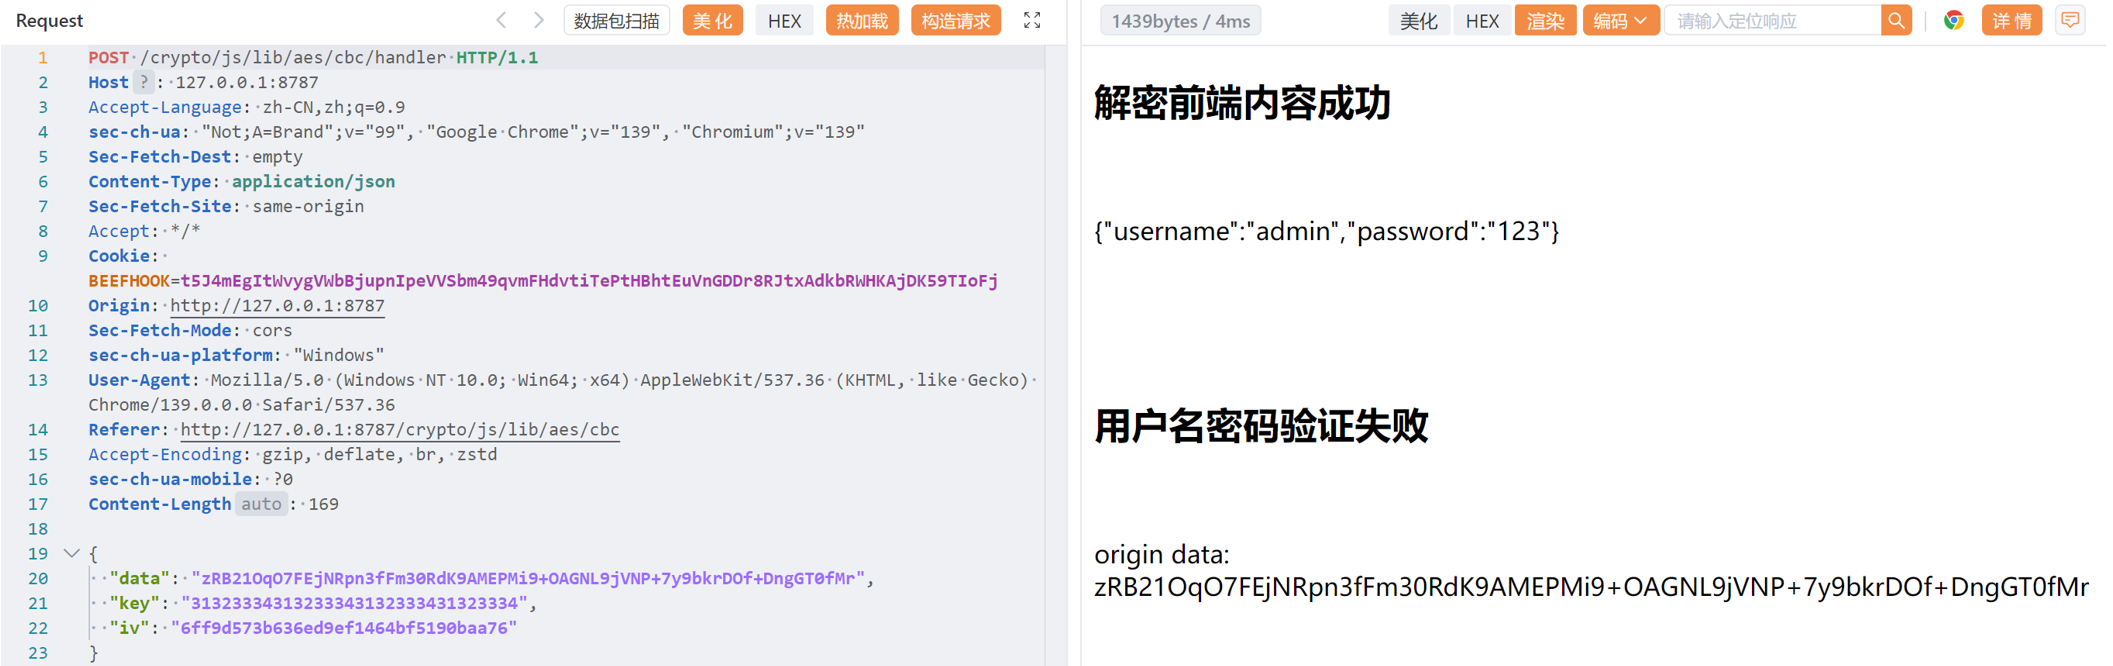 Request
数据包扫描
美 化
HEX
热加载
构造请求
1 POST /crypto/js/lib/aes/cbc/handler HTTP/1.1
2 Host ? : 127.0.0.1:8787
3 Accept-Language: zh-CN,zh;q=0.9
4 sec-ch-ua: "Not;A=Brand";v="99", "Google Chrome";v="139", "Chromium";v="139"
5 Sec-Fetch-Dest: empty
6 Content-Type: application/json
7 Sec-Fetch-Site: same-origin
8 Accept: */*
9 Cookie:
BEEFHOOK=t5J4mEgItWvygVWbBjupnIpeVVSbm49qvmFHdvtiTePtHBhtEuVnGDDr8RJtxAdkbRWHKAjDK59TIoFj
10 Origin: http://127.0.0.1:8787
11 Sec-Fetch-Mode: cors
12 sec-ch-ua-platform: "Windows"
13 User-Agent: Mozilla/5.0 (Windows NT 10.0; Win64; x64) AppleWebKit/537.36 (KHTML, like Gecko)
Chrome/139.0.0.0 Safari/537.36
14 Referer: http://127.0.0.1:8787/crypto/js/lib/aes/cbc
15 Accept-Encoding: gzip, deflate, br, zstd
16 sec-ch-ua-mobile: ?0
17 Content-Length auto : 169
18
19 {
20 "data": "zRB21OqO7FEjNRpn3fFm30RdK9AMEPMi9+OAGNL9jVNP+7y9bkrDOf+DngGT0fMr",
21 "key": "31323334313233343132333431323334",
22 "iv": "6ff9d573b636ed9ef1464bf5190baa76"
23 }
1439bytes / 4ms
美化
HEX
渲染
编码
请输入定位响应
详 情
解密前端内容成功
{"username":"admin","password":"123"}
用户名密码验证失败
origin data:
zRB21OqO7FEjNRpn3fFm30RdK9AMEPMi9+OAGNL9jVNP+7y9bkrDOf+DngGT0fMr